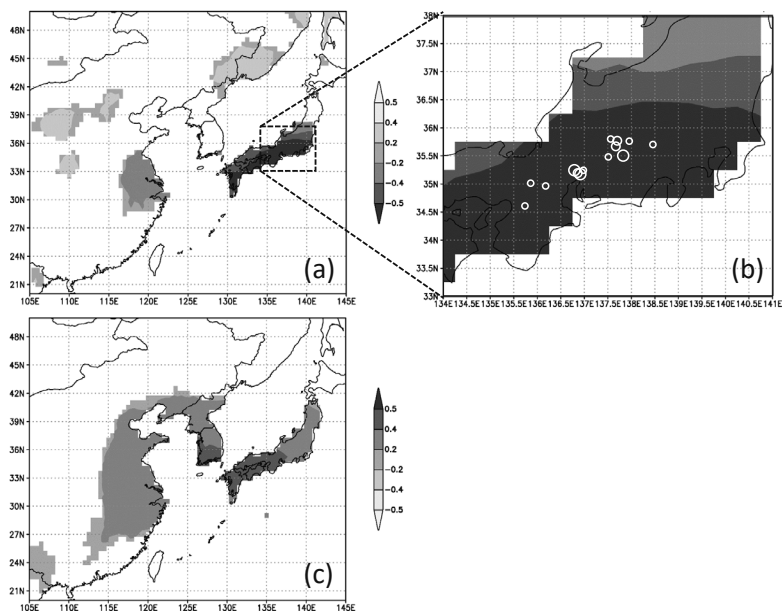 48N
45N
42N
39N
36N
33N
30N
27N
24N
21N
105E 110E 115E 120E 125E 130E 135E 140E 145E
(a)
0.5
0.4
0.2
−0.2
−0.4
−0.5
38N
37.5N
37N
36.5N
36N
35.5N
35N
34.5N
34N
33.5N
33N
134E 134.5E 135E 135.5E 136E 136.5E 137E 137.5E 138E 138.5E 139E 139.5E 140E 140.5E 141E
(b)
48N
45N
42N
39N
36N
33N
30N
27N
24N
21N
105E 110E 115E 120E 125E 130E 135E 140E 145E
(c)
0.5
0.4
0.2
−0.2
−0.4
−0.5